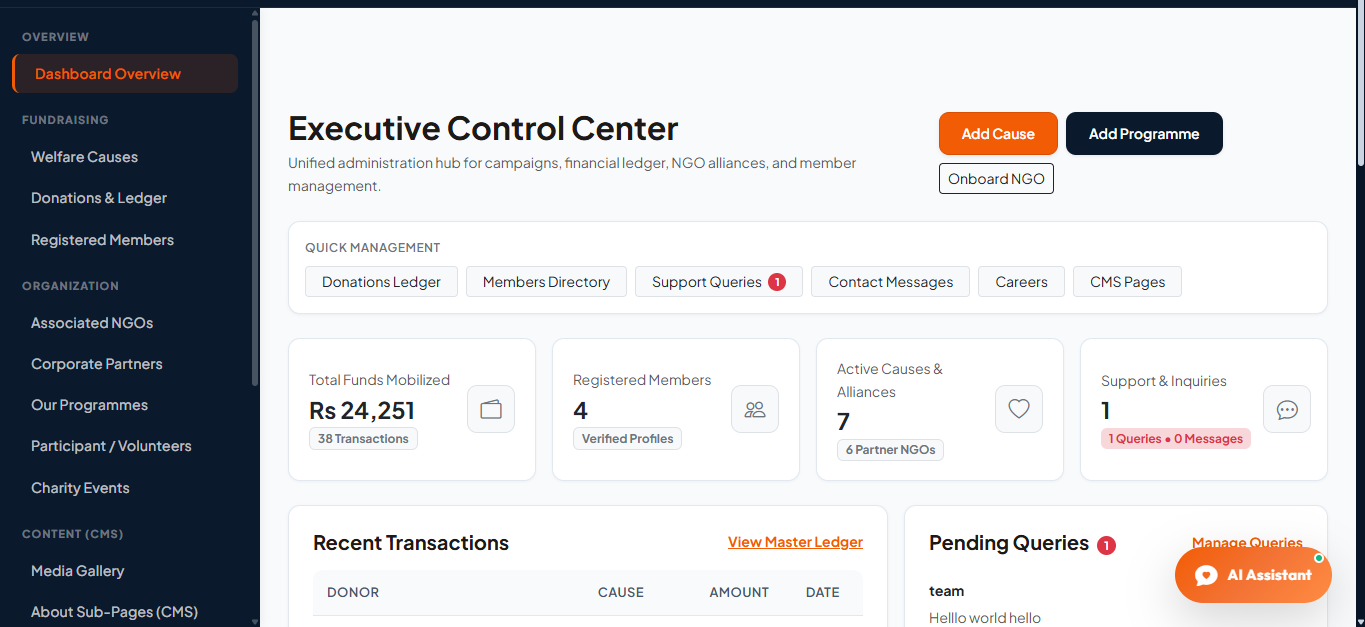 OVERVIEW
Dashboard Overview
FUNDRAISING
Welfare Causes
Donations & Ledger
Registered Members
ORGANIZATION
Associated NGOs
Corporate Partners
Our Programmes
Participant / Volunteers
Charity Events
CONTENT (CMS)
Media Gallery
About Sub-Pages (CMS)
Executive Control Center
Unified administration hub for campaigns, financial ledger, NGO alliances, and member
management.
Add Cause
Add Programme
Onboard NGO
QUICK MANAGEMENT
Donations Ledger
Members Directory
Support Queries 1
Contact Messages
Careers
CMS Pages
Total Funds Mobilized
Rs 24,251
38 Transactions
Registered Members
4
Verified Profiles
Active Causes &
Alliances
7
6 Partner NGOs
Support & Inquiries
1
1 Queries • 0 Messages
Recent Transactions
View Master Ledger
DONOR CAUSE AMOUNT DATE
Pending Queries 1
Manage Queries
team
Helllo world hello
AI Assistant